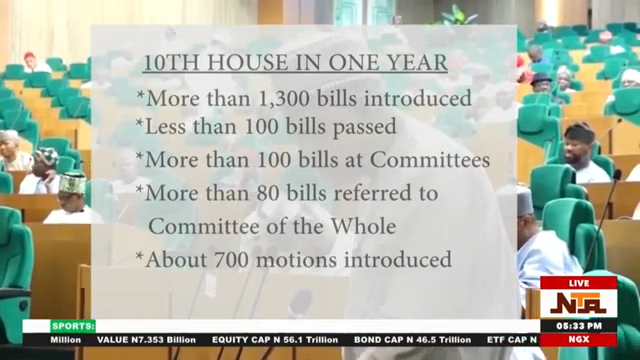 10TH HOUSE IN ONE YEAR
*More than 1,300 bills introduced
*Less than 100 bills passed
*More than 100 bills at Committees
*More than 80 bills referred to
Committee of the Whole
*About 700 motions introduced
LIVE
NTA
05:33 PM
SPORTS:
Million VALUE N7.353 Billion EQUITY CAP N 56.1 Trillion BOND CAP N 46.5 Trillion ETF CAP N
NGX